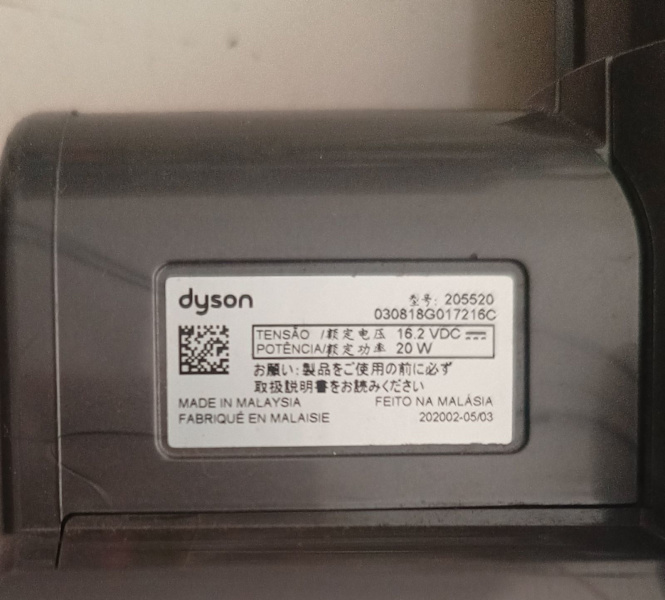 dyson
型号: 205520
030818G017216C
TENSÃO /额定电压 16.2 VDC ⎓
POTÊNCIA/额定功率 20 W
お願い:製品をご使用の前に必ず
取扱説明書をお読みください
MADE IN MALAYSIA FEITO NA MALÁSIA
FABRIQUÉ EN MALAISIE 202002-05/03